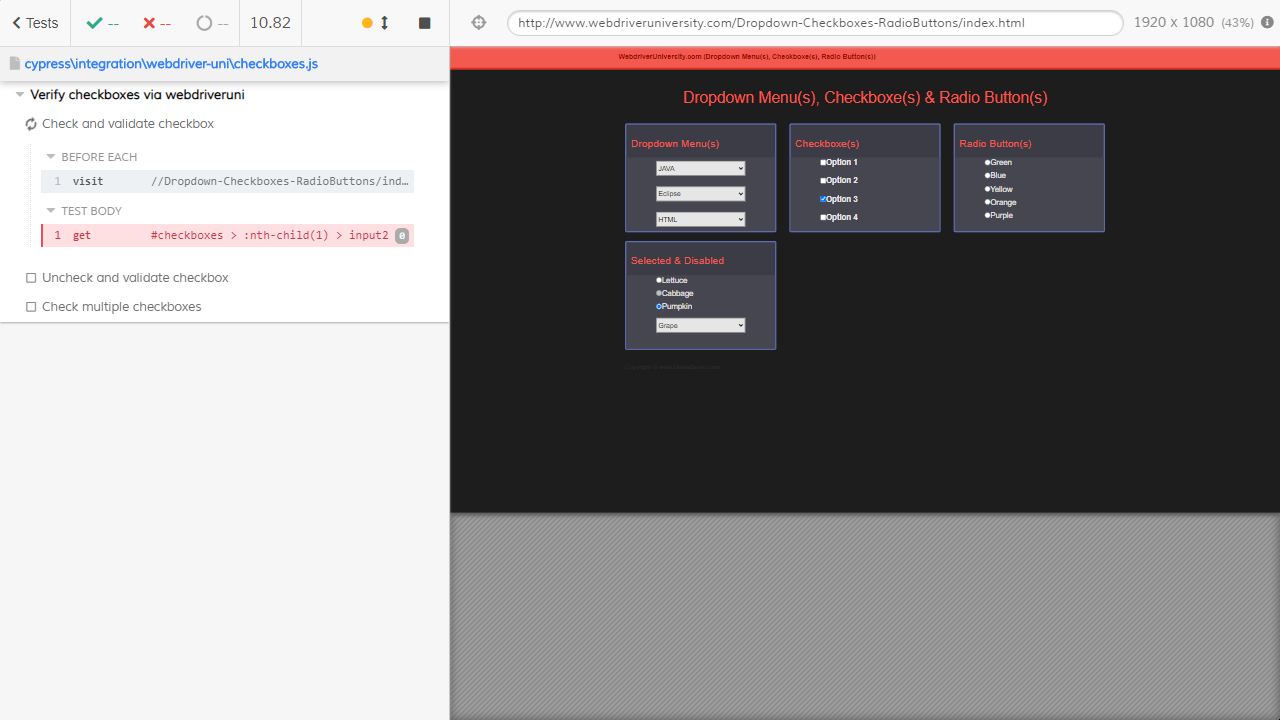 Tests
--
--
--
10.82
http://www.webdriveruniversity.com/Dropdown-Checkboxes-RadioButtons/index.html
1920 x 1080 (43%)
cypress\integration\webdriver-uni\checkboxes.js
Verify checkboxes via webdriveruni
Check and validate checkbox
BEFORE EACH
1 visit //Dropdown-Checkboxes-RadioButtons/ind…
TEST BODY
1 get #checkboxes > :nth-child(1) > input2 0
Uncheck and validate checkbox
Check multiple checkboxes
WebdriverUniversity.com (Dropdown Menu(s), Checkboxe(s), Radio Button(s))
Dropdown Menu(s), Checkboxe(s) & Radio Button(s)
Dropdown Menu(s)
JAVA
Eclipse
HTML
Checkboxe(s)
Option 1
Option 2
Option 3
Option 4
Radio Button(s)
Green
Blue
Yellow
Orange
Purple
Selected & Disabled
Lettuce
Cabbage
Pumpkin
Grape